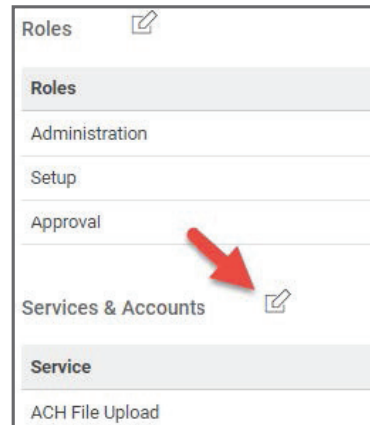 Roles
Roles
Administration
Setup
Approval
Services & Accounts
Service
ACH File Upload